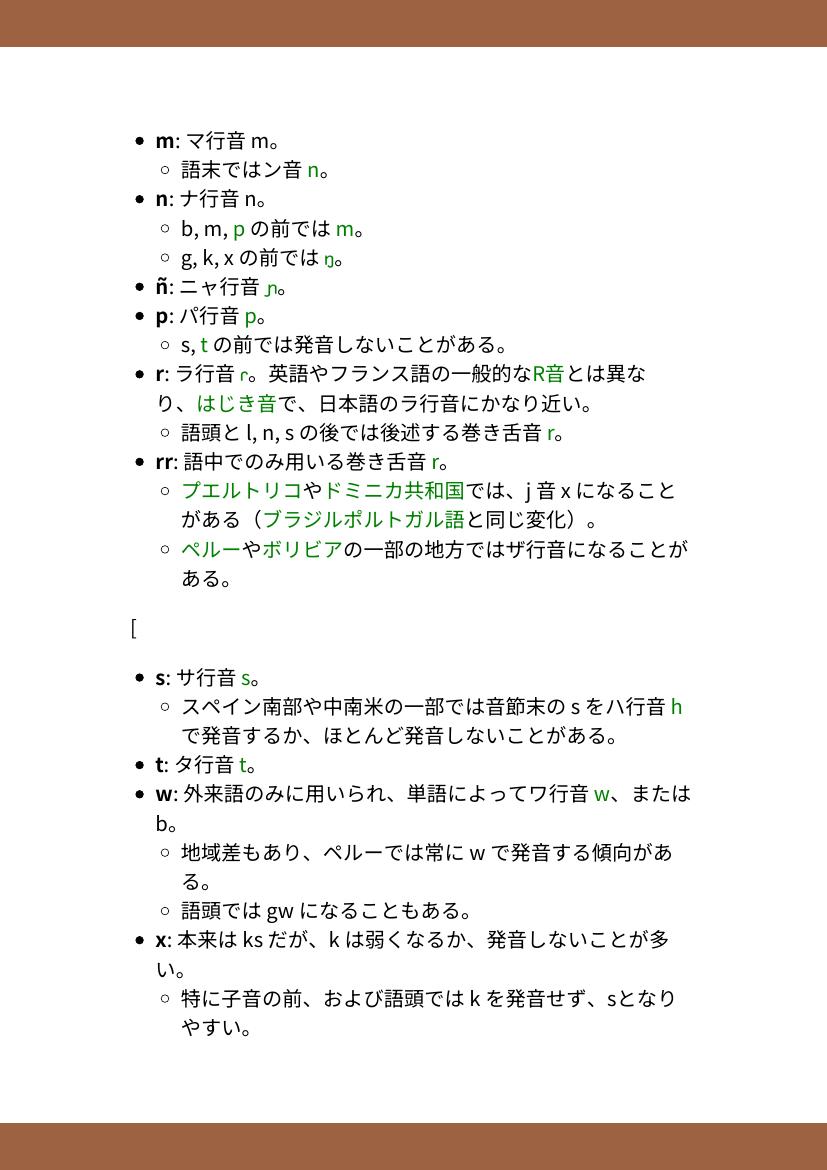 • m: マ行音 m。
○ 語末ではン音 n。
• n: ナ行音 n。
○ b, m, p の前では m。
○ g, k, x の前では ŋ。
• ñ: ニャ行音 ɲ。
• p: パ行音 p。
○ s, t の前では発音しないことがある。
• r: ラ行音 ɾ。英語やフランス語の一般的なR音とは異な
り、はじき音で、日本語のラ行音にかなり近い。
○ 語頭と l, n, s の後では後述する巻き舌音 r。
• rr: 語中でのみ用いる巻き舌音 r。
○ プエルトリコやドミニカ共和国では、j 音 x になること
がある（ブラジルポルトガル語と同じ変化）。
○ ペルーやボリビアの一部の地方ではザ行音になることが
ある。
[
• s: サ行音 s。
○ スペイン南部や中南米の一部では音節末の s をハ行音 h
で発音するか、ほとんど発音しないことがある。
• t: タ行音 t。
• w: 外来語のみに用いられ、単語によってワ行音 w、または
b。
○ 地域差もあり、ペルーでは常に w で発音する傾向があ
る。
○ 語頭では gw になることもある。
• x: 本来は ks だが、k は弱くなるか、発音しないことが多
い。
○ 特に子音の前、および語頭では k を発音せず、sとなり
やすい。